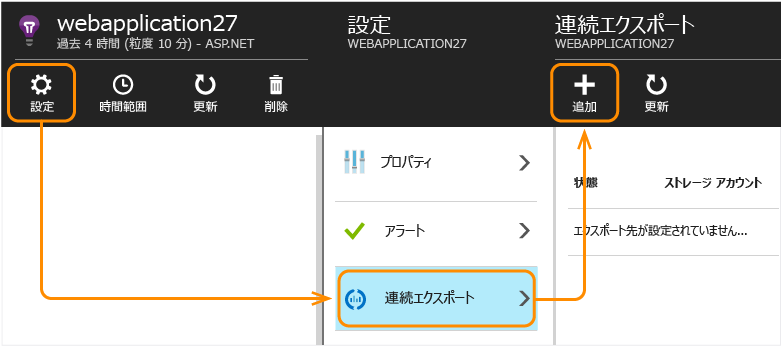 webapplication27
過去 4 時間 (粒度 10 分) - ASP.NET
設定
時間範囲
更新
削除
設定
WEBAPPLICATION27
プロパティ
アラート
連続エクスポート
連続エクスポート
WEBAPPLICATION27
追加
更新
状態
ストレージ アカウント
エクスポート先が設定されていません...